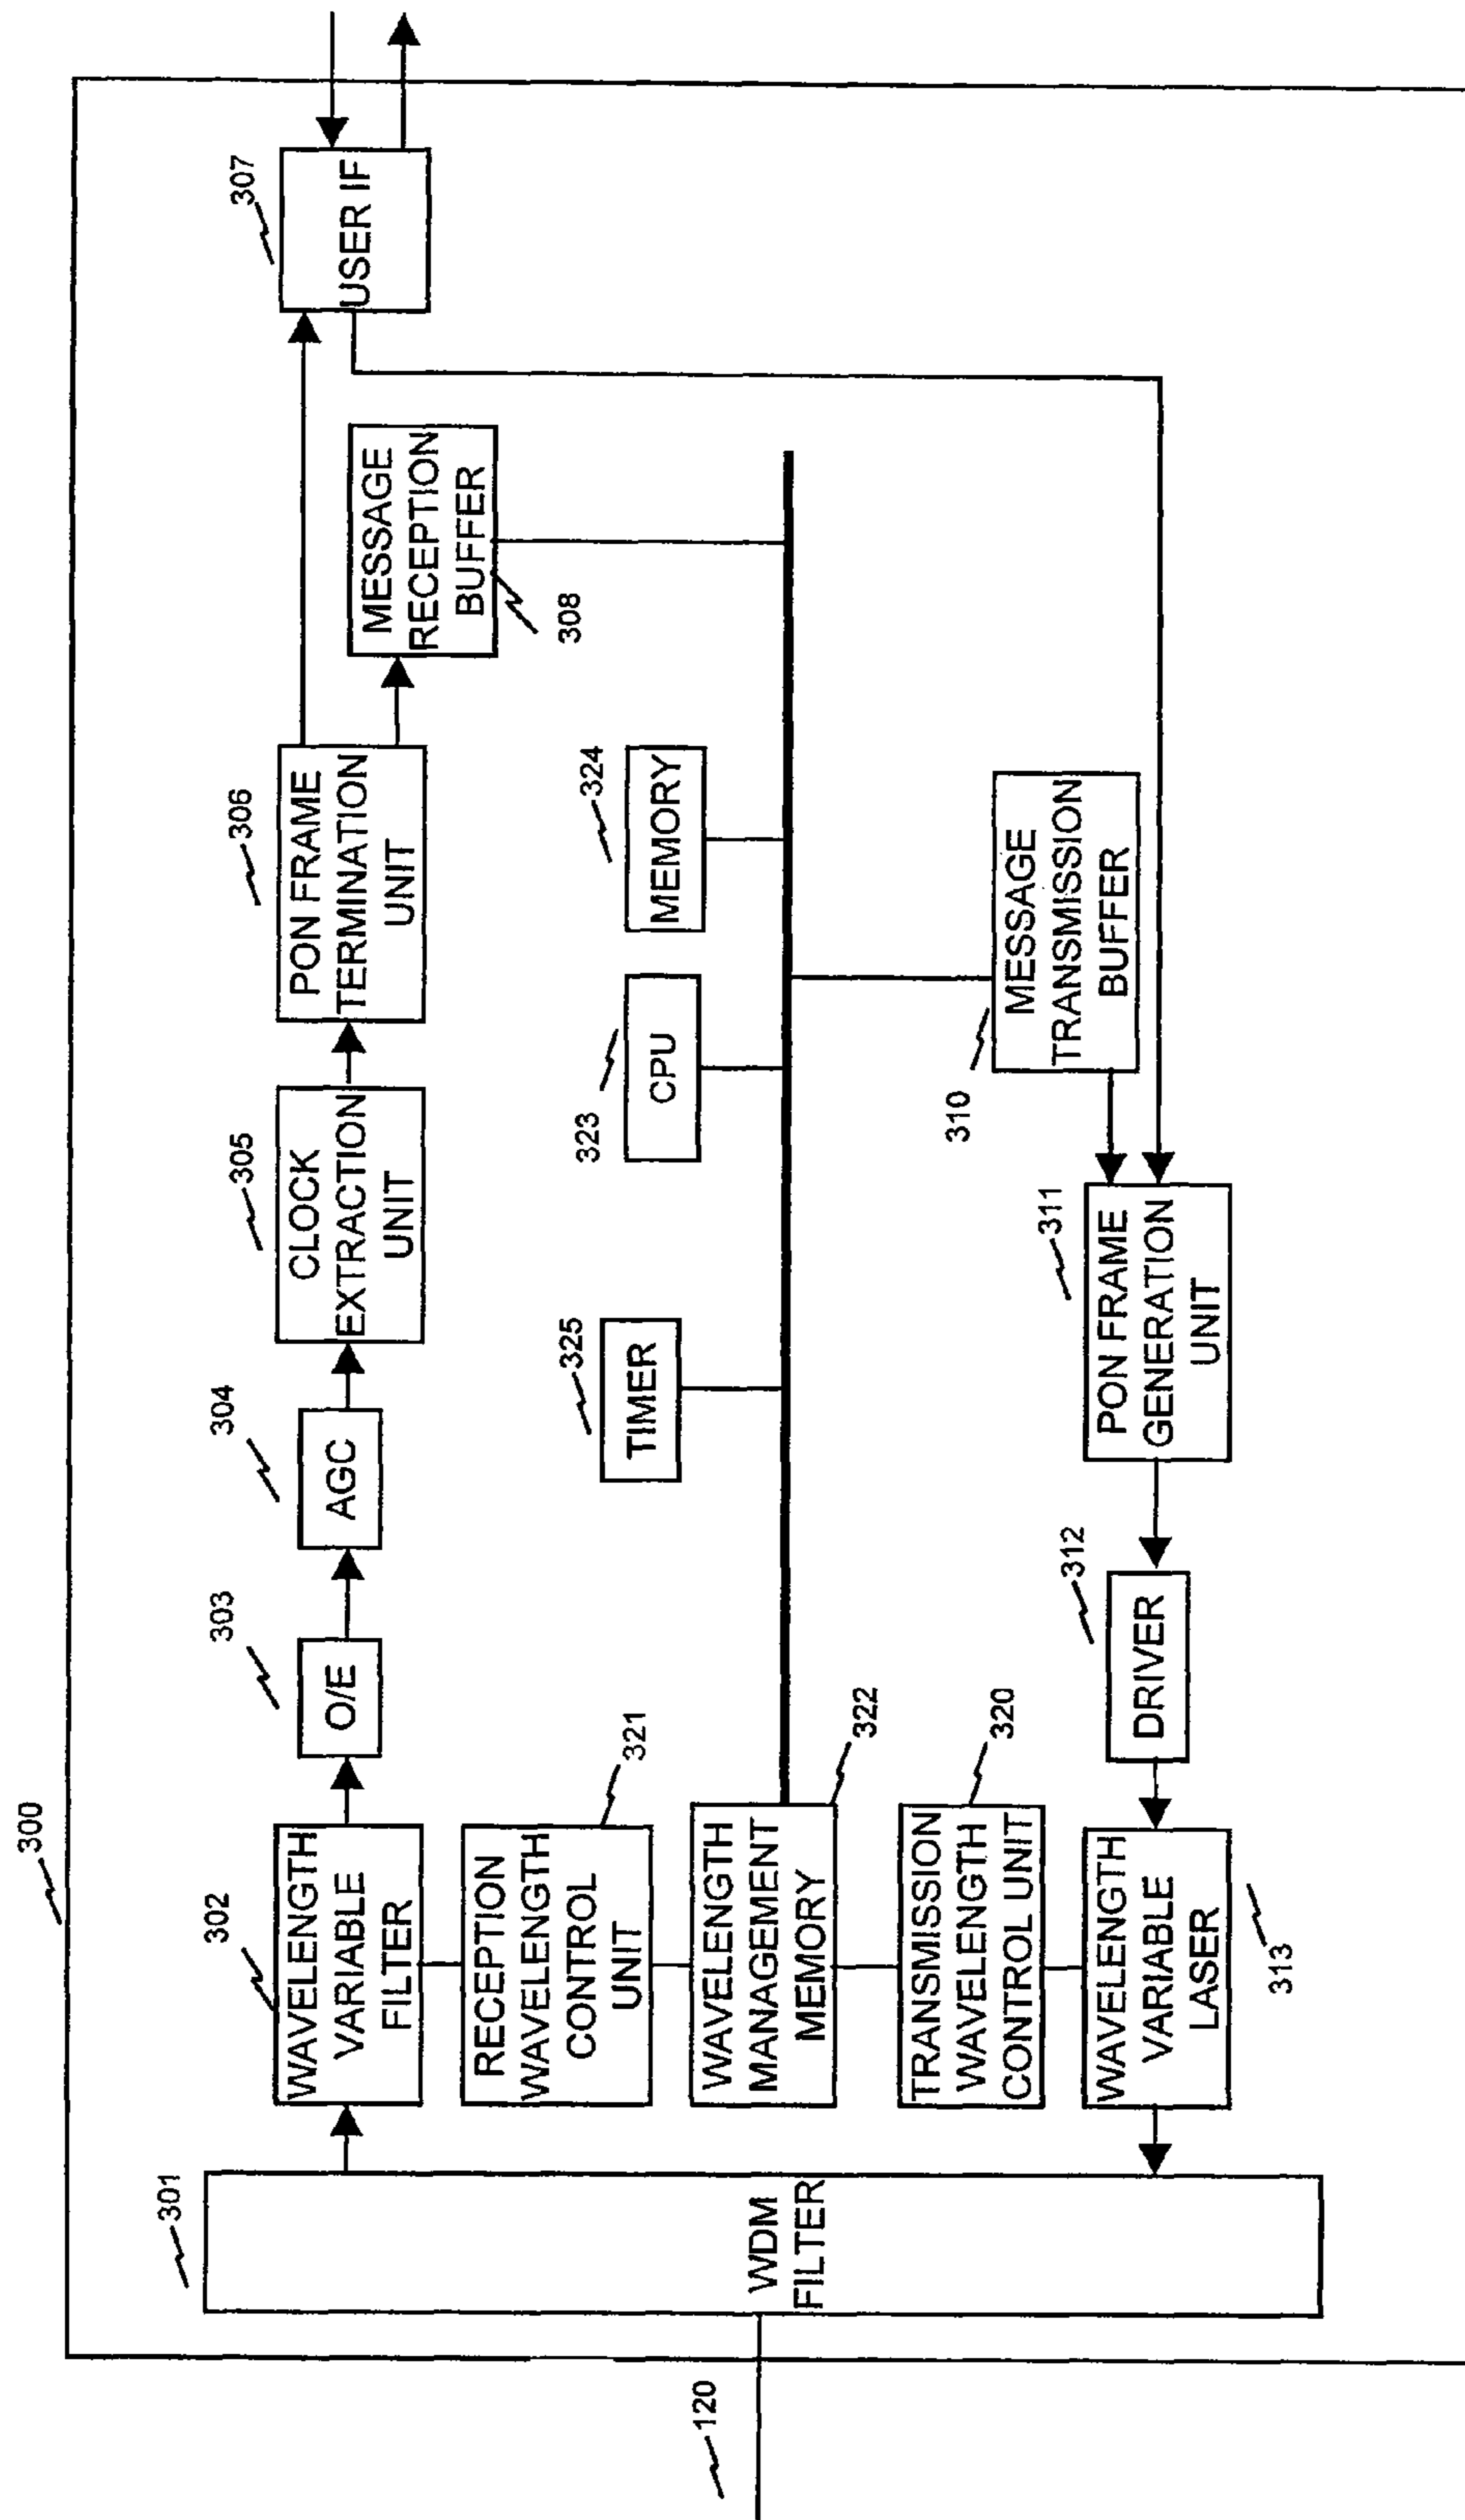 300
120
301
WDM
FILTER
302
WAVELENGTH
VARIABLE
FILTER
303
O/E
304
AGC
305
CLOCK
EXTRACTION
UNIT
306
PON FRAME
TERMINATION
UNIT
307
USER IF
MESSAGE
RECEPTION
BUFFER
308
RECEPTION
WAVELENGTH
CONTROL
UNIT
321
WAVELENGTH
MANAGEMENT
MEMORY
322
325
TIMER
323
CPU
324
MEMORY
TRANSMISSION
WAVELENGTH
CONTROL UNIT
320
WAVELENGTH
VARIABLE
LASER
313
312
DRIVER
311
PON FRAME
GENERATION
UNIT
310
MESSAGE
TRANSMISSION
BUFFER